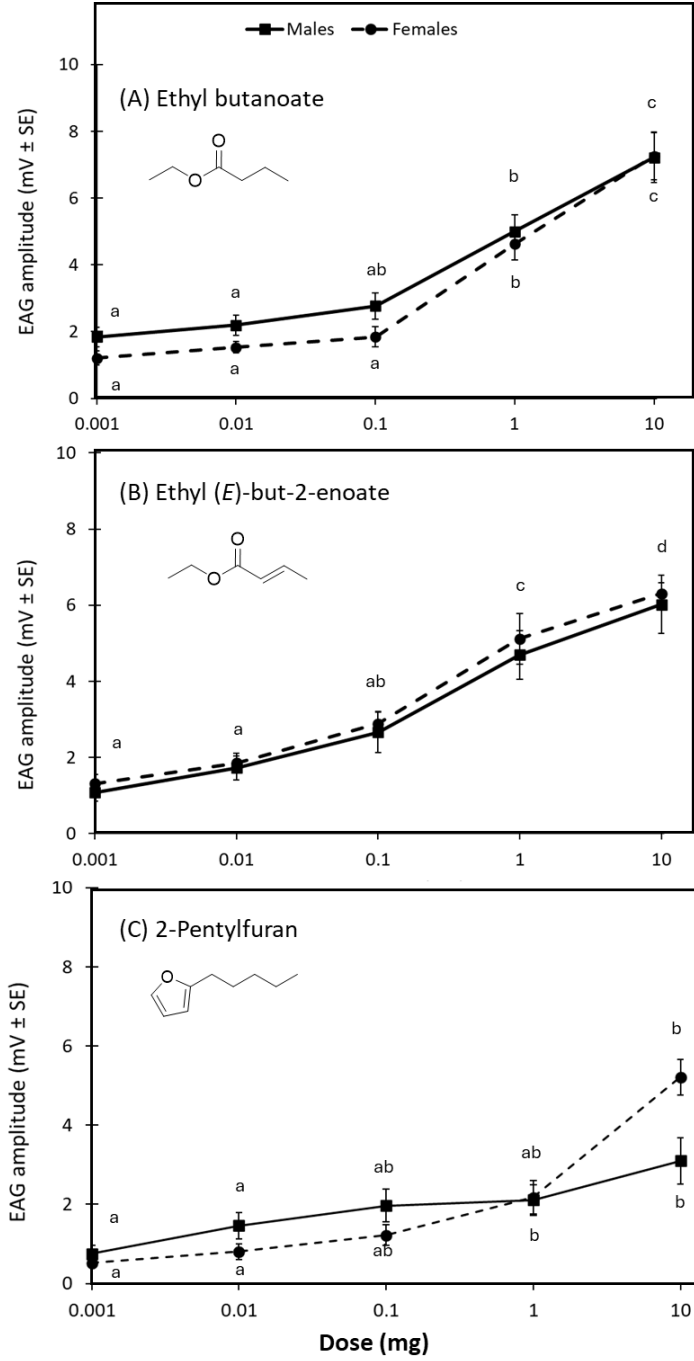 Males Females
10
8
6
4
2
0
EAG amplitude (mV ± SE)
(A) Ethyl butanoate
O
O
a
a
ab
b
c
a
a
a
b
c
0.001 0.01 0.1 1 10
10
8
6
4
2
0
EAG amplitude (mV ± SE)
(B) Ethyl (E)-but-2-enoate
O
O
a
a
ab
c
d
0.001 0.01 0.1 1 10
10
8
6
4
2
0
EAG amplitude (mV ± SE)
(C) 2-Pentylfuran
O
a
a
ab
ab
b
a
a
ab
b
b
0.001 0.01 0.1 1 10
Dose (mg)